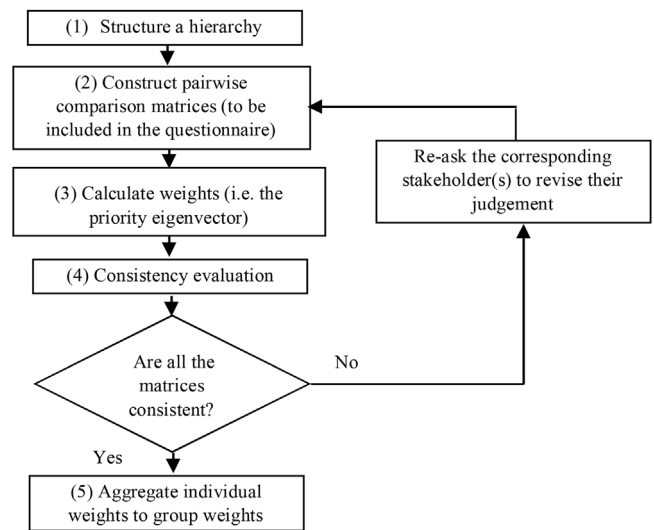 (1) Structure a hierarchy
(2) Construct pairwise
comparison matrices (to be
included in the questionnaire)
Re-ask the corresponding
stakeholder(s) to revise their
judgement
(3) Calculate weights (i.e. the
priority eigenvector)
(4) Consistency evaluation
Are all the
matrices
consistent?
No
Yes
(5) Aggregate individual
weights to group weights